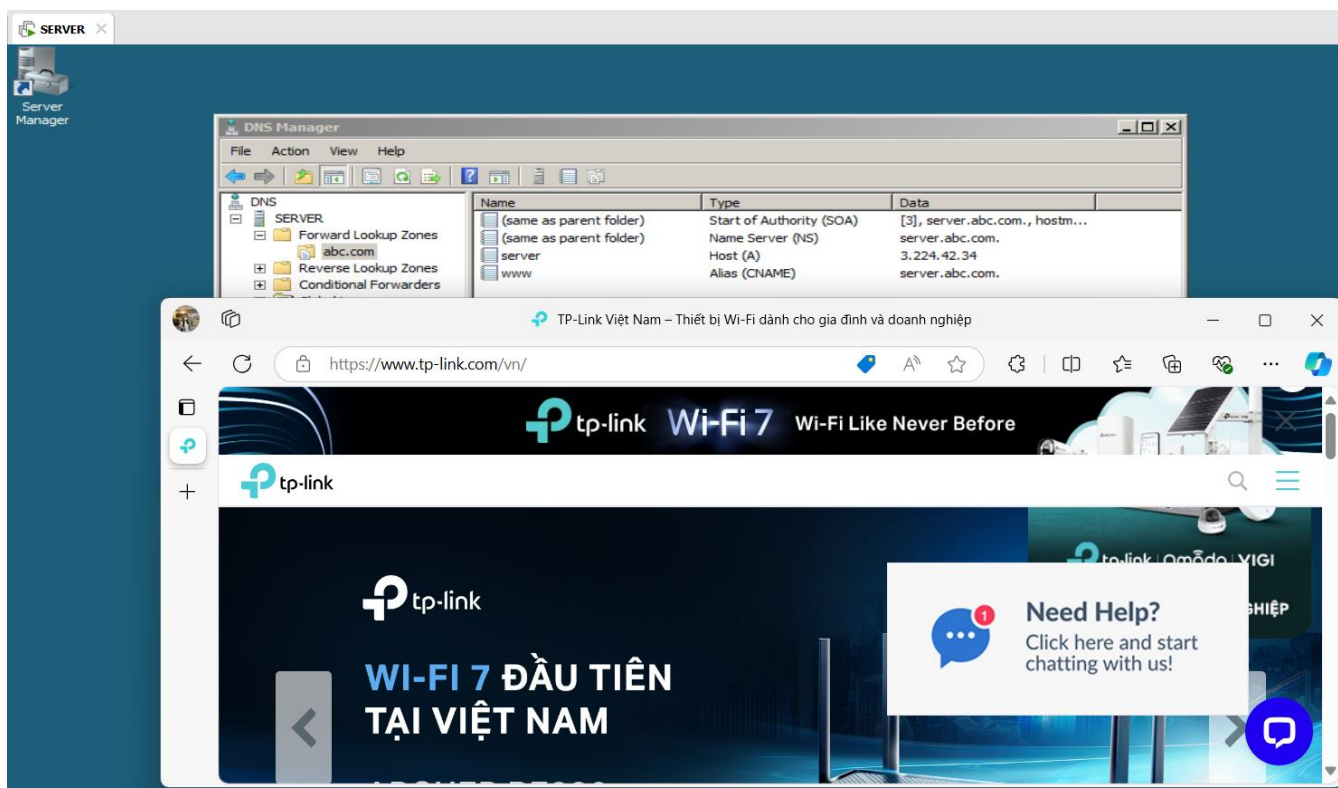 SERVER
Server
Manager
DNS Manager
File Action View Help
DNS
SERVER
Forward Lookup Zones
abc.com
Reverse Lookup Zones
Conditional Forwarders
Name Type Data
(same as parent folder) Start of Authority (SOA) [3], server.abc.com., hostm...
(same as parent folder) Name Server (NS) server.abc.com.
server Host (A) 3.224.42.34
www Alias (CNAME) server.abc.com.
TP-Link Việt Nam – Thiết bị Wi-Fi dành cho gia đình và doanh nghiệp
https://www.tp-link.com/vn/
tp-link Wi-Fi 7 Wi-Fi Like Never Before
tp-link
tp-link
WI-FI 7 ĐẦU TIÊN
TẠI VIỆT NAM
tp-link | Omada | VIGI
Need Help?
1
Click here and start
chatting with us!